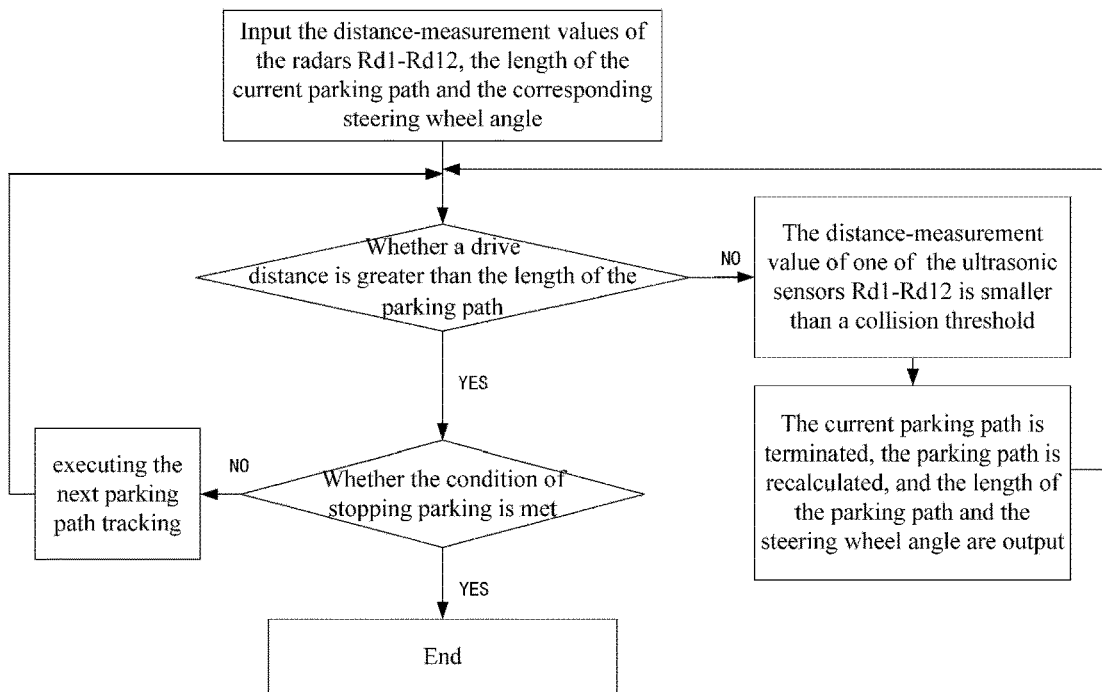 Input the distance-measurement values of
the radars Rd1-Rd12, the length of the
current parking path and the corresponding
steering wheel angle
Whether a drive
distance is greater than the length of the
parking path
NO
The distance-measurement
value of one of the ultrasonic
sensors Rd1-Rd12 is smaller
than a collision threshold
YES
The current parking path is
terminated, the parking path is
recalculated, and the length of
the parking path and the
steering wheel angle are output
Whether the condition of
stopping parking is met
NO
executing the
next parking
path tracking
YES
End